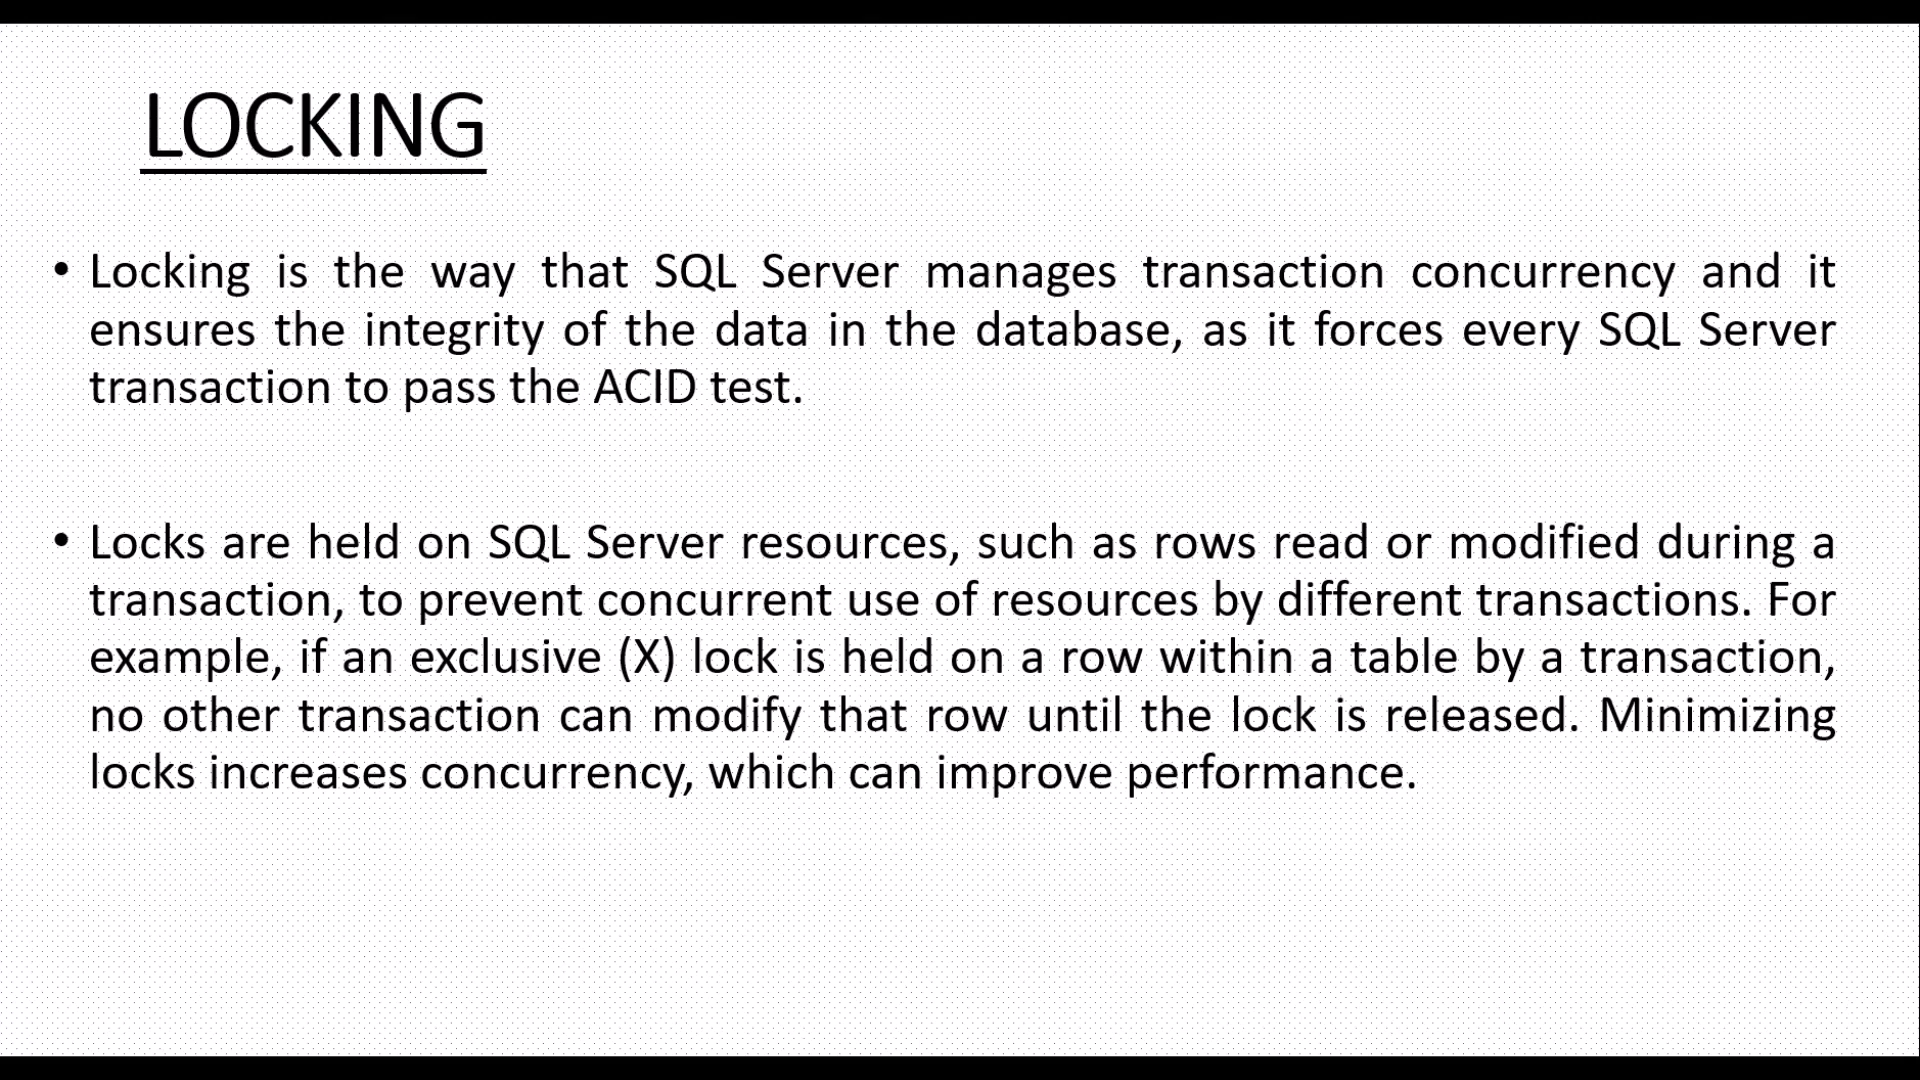 LOCKING
• Locking is the way that SQL Server manages transaction concurrency and it
ensures the integrity of the data in the database, as it forces every SQL Server
transaction to pass the ACID test.
• Locks are held on SQL Server resources, such as rows read or modified during a
transaction, to prevent concurrent use of resources by different transactions. For
example, if an exclusive (X) lock is held on a row within a table by a transaction,
no other transaction can modify that row until the lock is released. Minimizing
locks increases concurrency, which can improve performance.